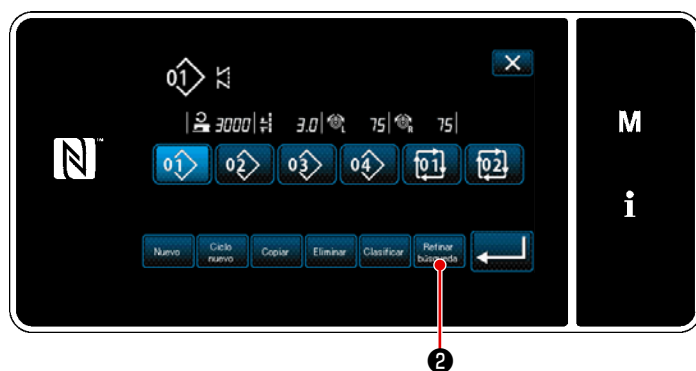 01
3000 3.0 L 75 R 75
01 02 03 04 01 02
M
i
N™
Nuevo Ciclo nuevo Copiar Eliminar Clasificar Refinar búsqueda
2